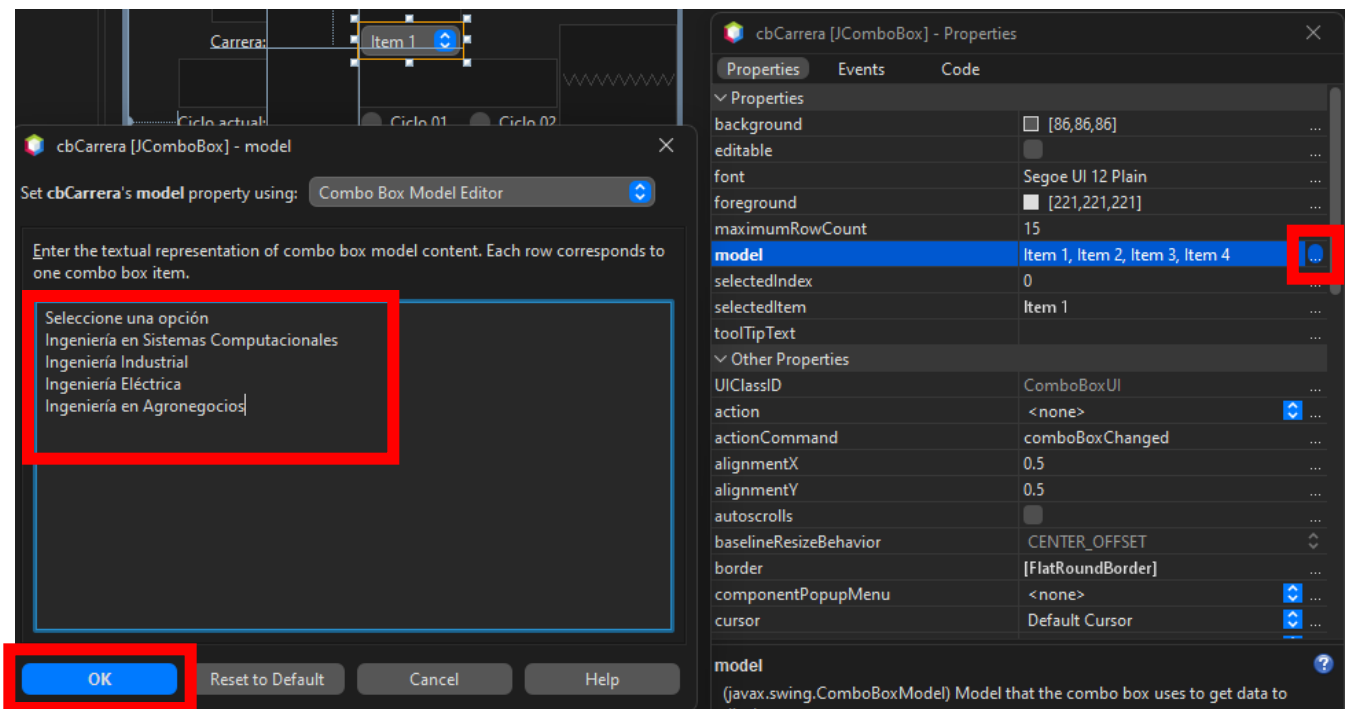 Carrera:
Item 1
Ciclo actual:
Ciclo 01
Ciclo 02
cbCarrera [JComboBox] - model
Set cbCarrera's model property using:
Combo Box Model Editor
Enter the textual representation of combo box model content. Each row corresponds to
one combo box item.
Seleccione una opción
Ingeniería en Sistemas Computacionales
Ingeniería Industrial
Ingeniería Eléctrica
Ingeniería en Agronegocios
OK
Reset to Default
Cancel
Help
cbCarrera [JComboBox] - Properties
Properties Events Code
Properties
background [86,86,86] ...
editable ...
font Segoe UI 12 Plain ...
foreground [221,221,221] ...
maximumRowCount 15 ...
model Item 1, Item 2, Item 3, Item 4 ...
selectedIndex 0 ...
selectedItem Item 1 ...
toolTipText ...
Other Properties
UIClassID ComboBoxUI ...
action <none> ...
actionCommand comboBoxChanged ...
alignmentX 0.5 ...
alignmentY 0.5 ...
autoscrolls ...
baselineResizeBehavior CENTER_OFFSET
border [FlatRoundBorder] ...
componentPopupMenu <none> ...
cursor Default Cursor ...
model
(javax.swing.ComboBoxModel) Model that the combo box uses to get data to